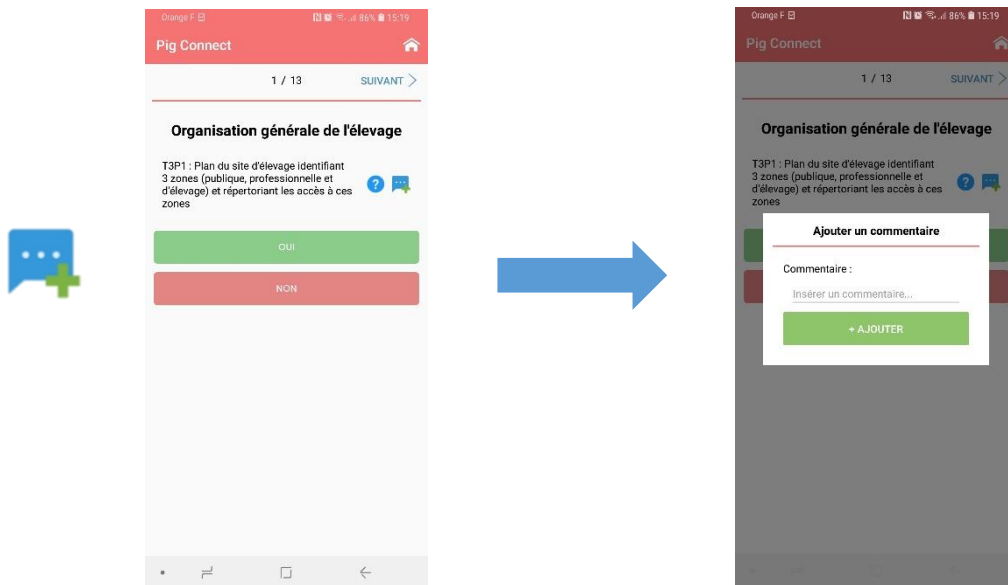 Orange F 86% 15:19
Pig Connect
1 / 13 SUIVANT
Organisation générale de l'élevage
T3P1 : Plan du site d'élevage identifiant
3 zones (publique, professionnelle et
d'élevage) et répertoriant les accès à ces
zones
OUI
NON
Orange F 86% 15:19
Pig Connect
1 / 13 SUIVANT
Organisation générale de l'élevage
T3P1 : Plan du site d'élevage identifiant
3 zones (publique, professionnelle et
d'élevage) et répertoriant les accès à ces
zones
Ajouter un commentaire
Commentaire :
Insérer un commentaire...
+ AJOUTER